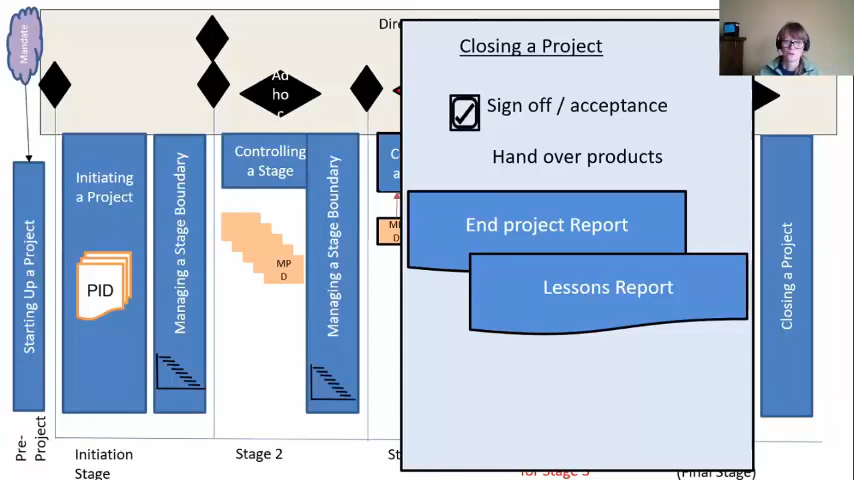 Mandate
Dire
Ad
ho
c
Closing a Project
Sign off / acceptance
Hand over products
End project Report
Lessons Report
Starting Up a Project
Initiating
a Project
PID
Managing a Stage Boundary
Controlling
a Stage
MP
D
Managing a Stage Boundary
C
a
MP
D
Closing a Project
Pre-
Project
Initiation
Stage
Stage 2
St
for Stage 3
(Final Stage)